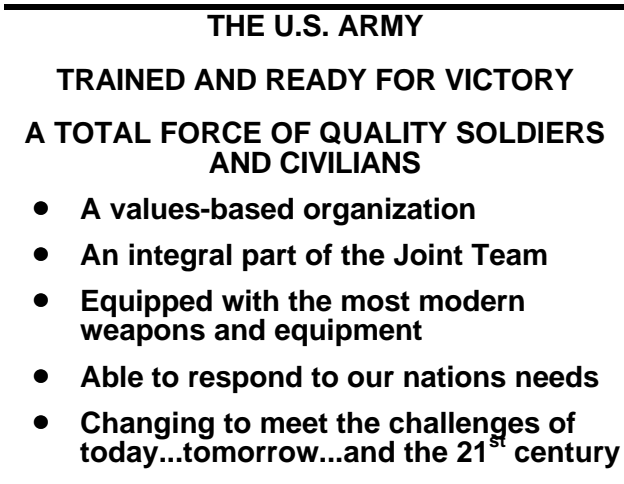 THE U.S. ARMY
TRAINED AND READY FOR VICTORY
A TOTAL FORCE OF QUALITY SOLDIERS
AND CIVILIANS
● A values-based organization
● An integral part of the Joint Team
● Equipped with the most modern
weapons and equipment
● Able to respond to our nations needs
● Changing to meet the challenges of
today...tomorrow...and the 21st century